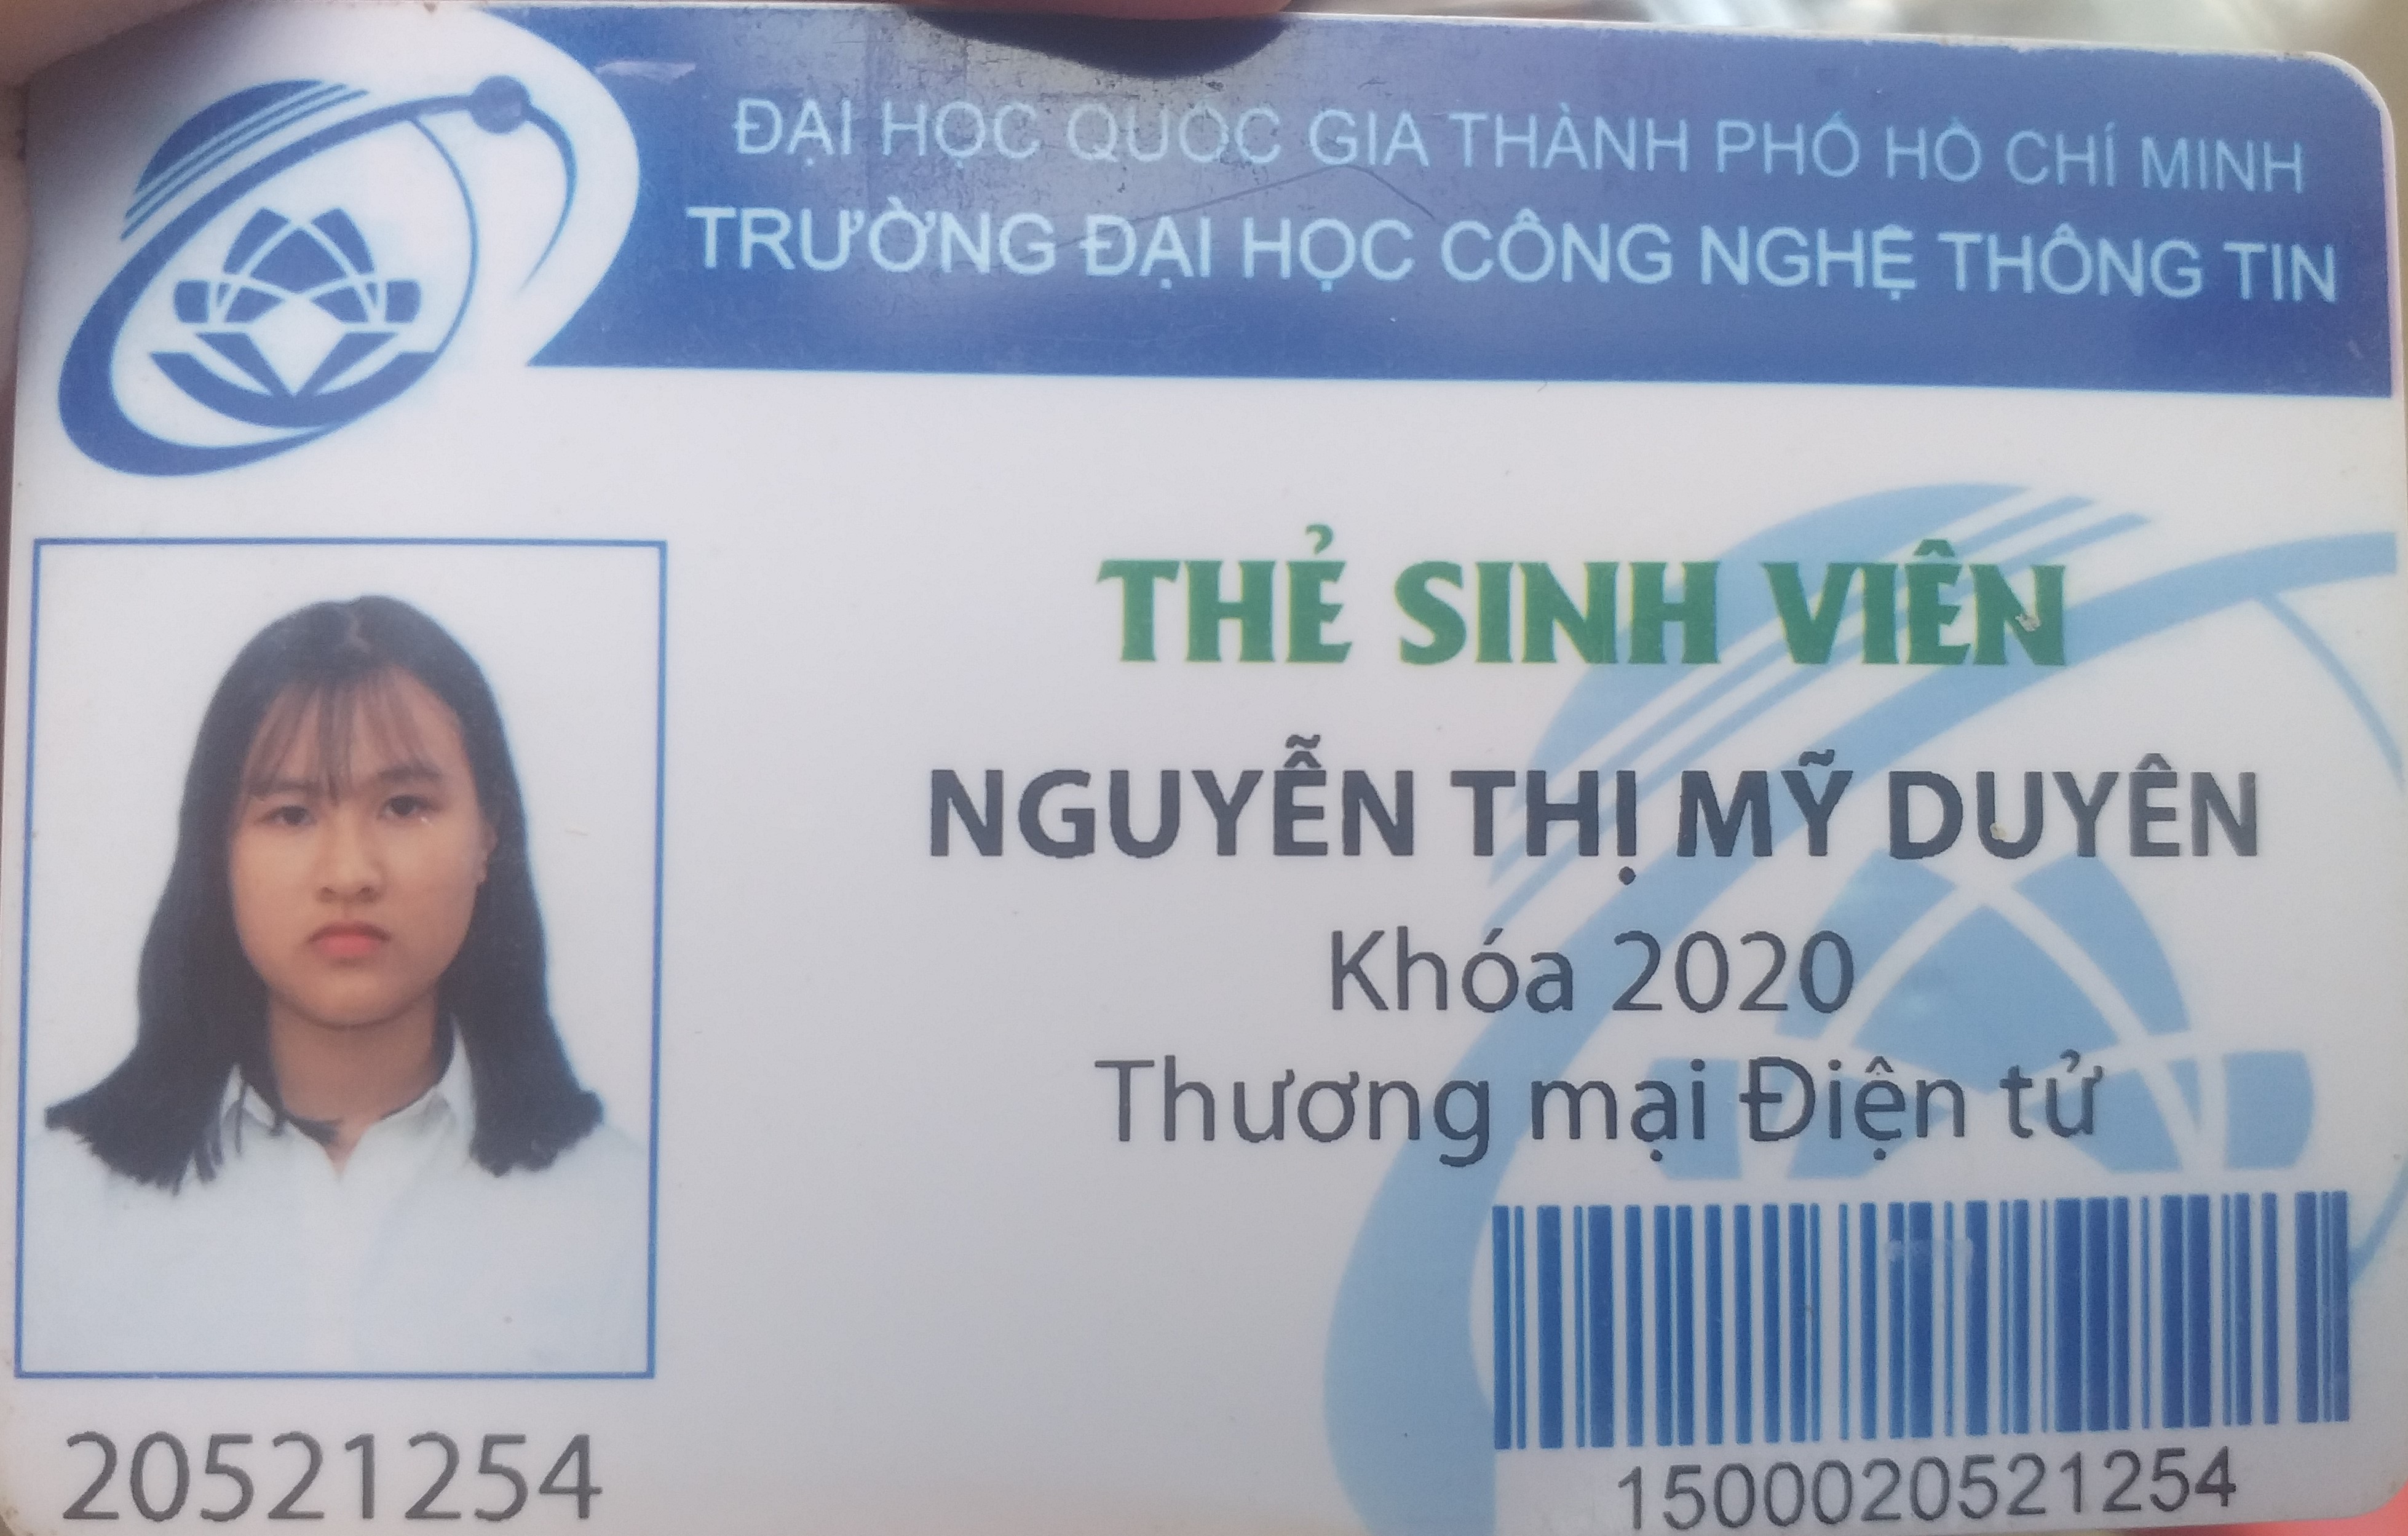 ĐẠI HỌC QUỐC GIA THÀNH PHỐ HỒ CHÍ MINH
TRƯỜNG ĐẠI HỌC CÔNG NGHỆ THÔNG TIN
THẺ SINH VIÊN
NGUYỄN THỊ MỸ DUYÊN
Khóa 2020
Thương mại Điện tử
20521254
1500020521254